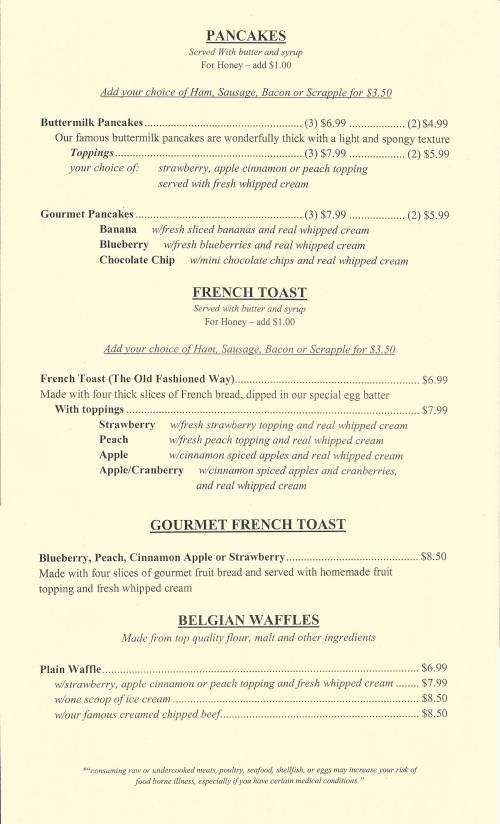 PANCAKES
Served With butter and syrup
For Honey – add $1.00
Add your choice of Ham, Sausage, Bacon or Scrapple for $3.50
Buttermilk Pancakes.......................................................(3) $6.99 ....................(2) $4.99
Our famous buttermilk pancakes are wonderfully thick with a light and spongy texture
Toppings..................................................................(3) $7.99 ....................(2) $5.99
your choice of: strawberry, apple cinnamon or peach topping
served with fresh whipped cream
Gourmet Pancakes..........................................................(3) $7.99 ....................(2) $5.99
Banana w/fresh sliced bananas and real whipped cream
Blueberry w/fresh blueberries and real whipped cream
Chocolate Chip w/mini chocolate chips and real whipped cream
FRENCH TOAST
Served with butter and syrup
For Honey – add $1.00
Add your choice of Ham, Sausage, Bacon or Scrapple for $3.50
French Toast (The Old Fashioned Way)................................................................ $6.99
Made with four thick slices of French bread, dipped in our special egg batter
With toppings .................................................................................................... $7.99
Strawberry w/fresh strawberry topping and real whipped cream
Peach w/fresh peach topping and real whipped cream
Apple w/cinnamon spiced apples and real whipped cream
Apple/Cranberry w/cinnamon spiced apples and cranberries,
and real whipped cream
GOURMET FRENCH TOAST
Blueberry, Peach, Cinnamon Apple or Strawberry.............................................. $8.50
Made with four slices of gourmet fruit bread and served with homemade fruit
topping and fresh whipped cream
BELGIAN WAFFLES
Made from top quality flour, malt and other ingredients
Plain Waffle............................................................................................................ $6.99
w/strawberry, apple cinnamon or peach topping and fresh whipped cream ........ $7.99
w/one scoop of ice cream ...................................................................................... $8.50
w/our famous creamed chipped beef...................................................................... $8.50
*"consuming raw or undercooked meats, poultry, seafood, shellfish, or eggs may increase your risk of
food borne illness, especially if you have certain medical conditions."